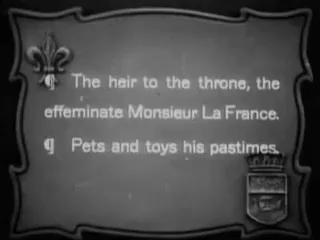 ¶ The heir to the throne, the
effeminate Monsieur La France.
¶ Pets and toys his pastimes.